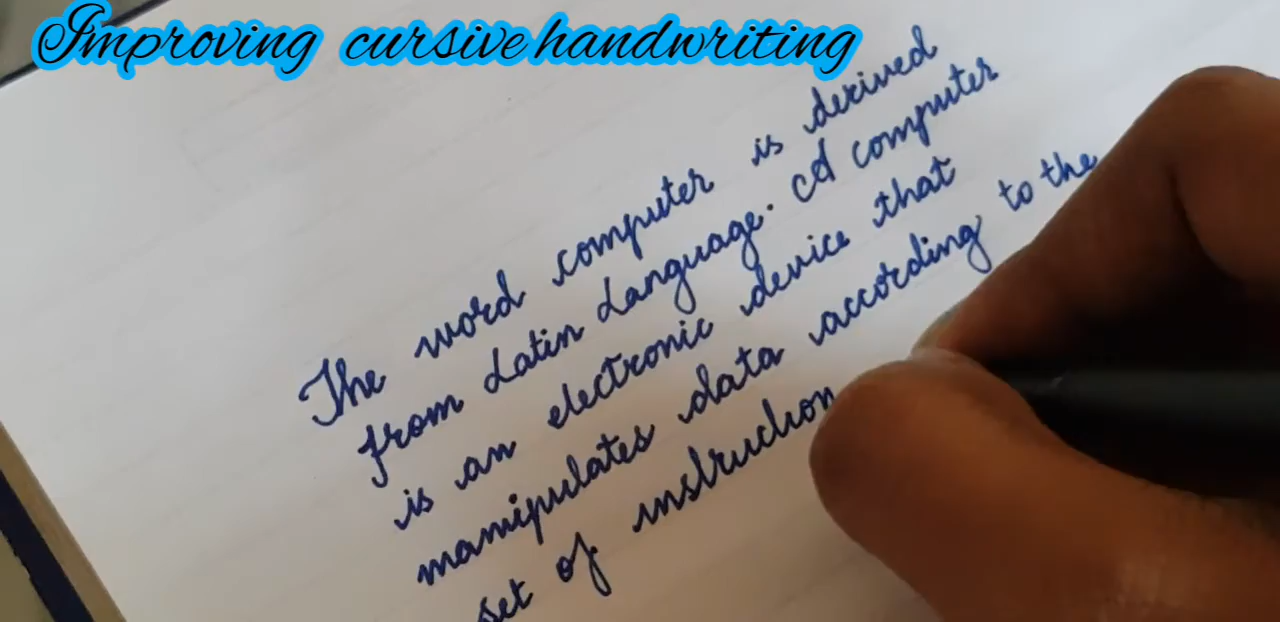 Improving cursive handwriting
The word computer is derived
from Latin Language. A computer
is an electronic device that
manipulates data according to the
set of instruction